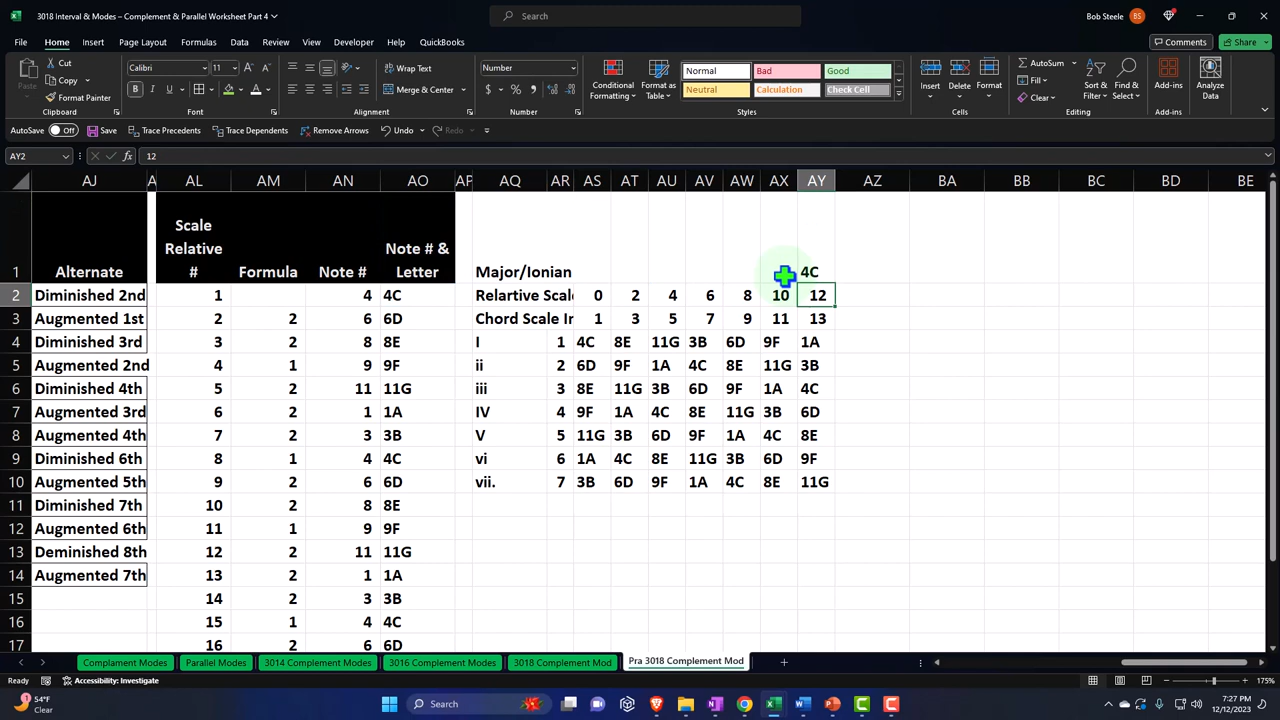 3018 Interval & Modes – Complement & Parallel Worksheet Part 4
Search
Bob Steele
BS
File Home Insert Page Layout Formulas Data Review View Developer Help QuickBooks
Comments
Share
Paste
Cut
Copy
Format Painter
Clipboard
Calibri
11
Font
Wrap Text
Merge & Center
Alignment
Number
Number
Conditional Formatting
Format as Table
Normal Bad Good
Neutral Calculation Check Cell
Styles
Insert Delete Format
Cells
AutoSum
Fill
Clear
Sort & Filter
Find & Select
Editing
Add-ins
Add-ins
Analyze Data
AutoSave Off Save Trace Precedents Trace Dependents Remove Arrows Undo Redo
AY2 fx 12
AJ A AL AM AN AO AP AQ AR AS AT AU AV AW AX AY AZ BA BB BC BD BE
1 Alternate Scale Relative # Formula Note # Note # & Letter Major/Ionian 4C
2 Diminished 2nd 1 4 4C Relartive Scale 0 2 4 6 8 10 12
3 Augmented 1st 2 2 6 6D Chord Scale In 1 3 5 7 9 11 13
4 Diminished 3rd 3 2 8 8E I 1 4C 8E 11G 3B 6D 9F 1A
5 Augmented 2nd 4 1 9 9F ii 2 6D 9F 1A 4C 8E 11G 3B
6 Diminished 4th 5 2 11 11G iii 3 8E 11G 3B 6D 9F 1A 4C
7 Augmented 3rd 6 2 1 1A IV 4 9F 1A 4C 8E 11G 3B 6D
8 Augmented 4th 7 2 3 3B V 5 11G 3B 6D 9F 1A 4C 8E
9 Diminished 6th 8 1 4 4C vi 6 1A 4C 8E 11G 3B 6D 9F
10 Augmented 5th 9 2 6 6D vii. 7 3B 6D 9F 1A 4C 8E 11G
11 Diminished 7th 10 2 8 8E
12 Augmented 6th 11 1 9 9F
13 Deminished 8th 12 2 11 11G
14 Augmented 7th 13 2 1 1A
15 14 2 3 3B
16 15 1 4 4C
17 16 2 6 6D
Complament Modes Parallel Modes 3014 Complement Modes 3016 Complement Modes 3018 Complement Mod Pra 3018 Complement Mod
Ready Accessibility: Investigate 175%
54°F
Clear
Search
7:27 PM
12/12/2023